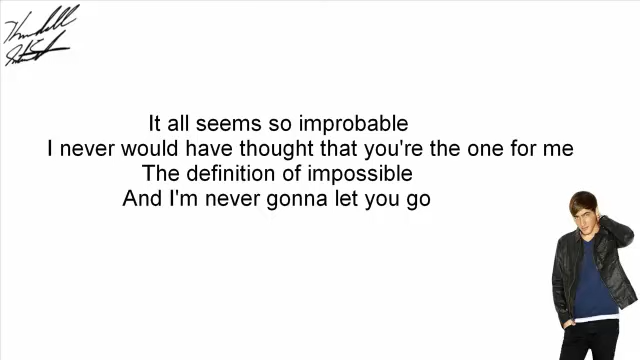 Kendall
It all seems so improbable
I never would have thought that you're the one for me
The definition of impossible
And I'm never gonna let you go